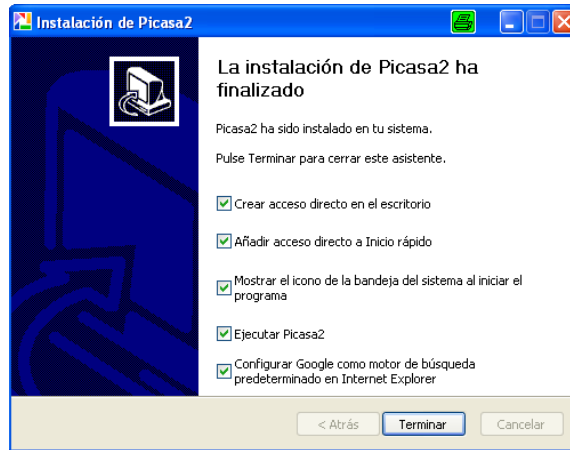 Instalación de Picasa2
La instalación de Picasa2 ha
finalizado
Picasa2 ha sido instalado en tu sistema.
Pulse Terminar para cerrar este asistente.
Crear acceso directo en el escritorio
Añadir acceso directo a Inicio rápido
Mostrar el icono de la bandeja del sistema al iniciar el
programa
Ejecutar Picasa2
Configurar Google como motor de búsqueda
predeterminado en Internet Explorer
< Atrás Terminar Cancelar